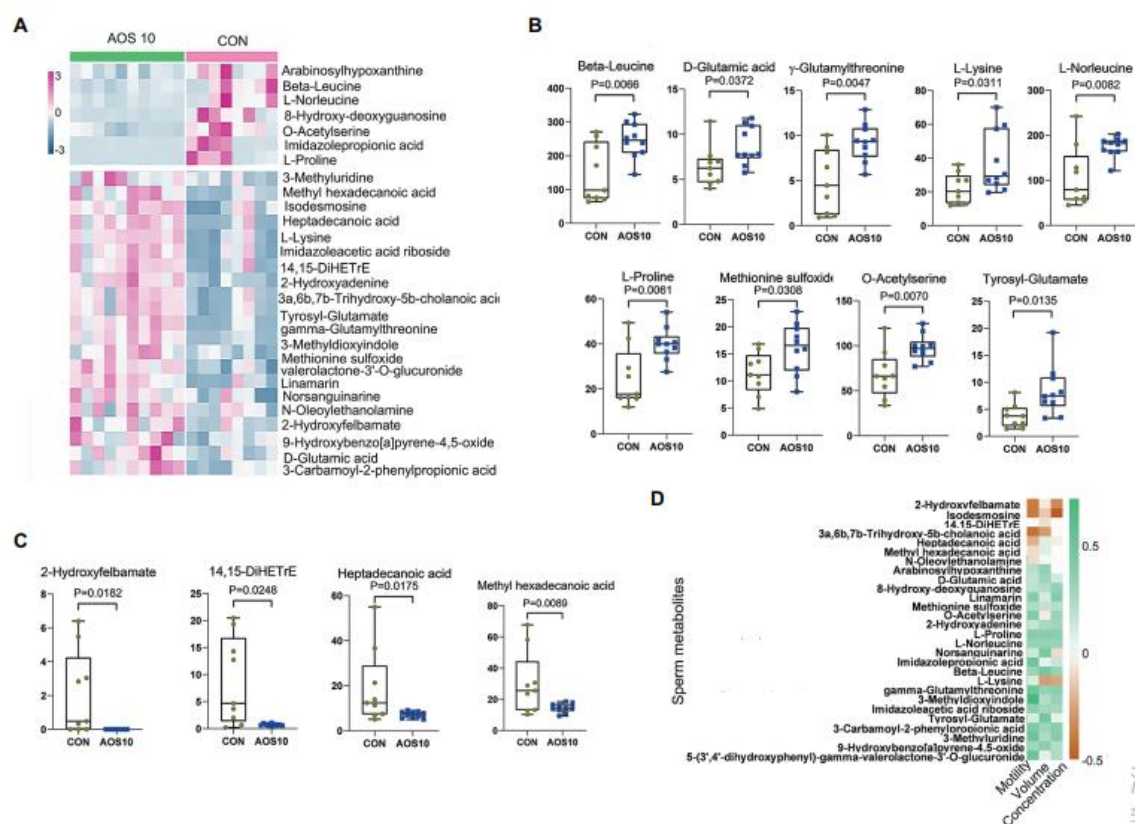 A
AOS 10
CON
3
0
-3
Arabinosylhypoxanthine
Beta-Leucine
L-Norleucine
8-Hydroxy-deoxyguanosine
O-Acetylserine
Imidazolepropionic acid
L-Proline
3-Methyluridine
Methyl hexadecanoic acid
Isodesmosine
Heptadecanoic acid
L-Lysine
Imidazoleacetic acid riboside
14,15-DiHETrE
2-Hydroxyadenine
3a,6b,7b-Trihydroxy-5b-cholanoic acid
Tyrosyl-Glutamate
gamma-Glutamylthreonine
3-Methyldioxyindole
Methionine sulfoxide
valerolactone-3'-O-glucuronide
Linamarin
Norsanguinarine
N-Oleoylethanolamine
2-Hydroxyfelbamate
9-Hydroxybenzo[a]pyrene-4,5-oxide
D-Glutamic acid
3-Carbamoyl-2-phenylpropionic acid
B
Beta-Leucine
P=0.0066
400
300
200
100
0
CON AOS10
D-Glutamic acid
P=0.0372
15
10
5
0
CON AOS10
γ-Glutamylthreonine
P=0.0047
15
10
5
0
CON AOS10
L-Lysine
P=0.0311
80
60
40
20
0
CON AOS10
L-Norleucine
P=0.0082
300
200
100
0
CON AOS10
L-Proline
P=0.0061
60
40
20
0
CON AOS10
Methionine sulfoxide
P=0.0308
25
20
15
10
5
0
CON AOS10
O-Acetylserine
P=0.0070
150
100
50
0
CON AOS10
Tyrosyl-Glutamate
P=0.0135
25
20
15
10
5
0
CON AOS10
C
2-Hydroxyfelbamate
P=0.0182
8
6
4
2
0
CON AOS10
14,15-DiHETrE
P=0.0248
25
20
15
10
5
0
CON AOS10
Heptadecanoic acid
P=0.0175
60
40
20
0
CON AOS10
Methyl hexadecanoic acid
P=0.0089
80
60
40
20
0
CON AOS10
D
Sperm metabolites
2-Hydroxyfelbamate
Isodesmosine
14,15-DiHETrE
3a,6b,7b-Trihydroxy-5b-cholanoic acid
Heptadecanoic acid
Methyl hexadecanoic acid
N-Oleoylethanolamine
Arabinosylhypoxanthine
D-Glutamic acid
8-Hydroxy-deoxyguanosine
Linamarin
Methionine sulfoxide
O-Acetylserine
2-Hydroxyadenine
L-Proline
L-Norleucine
Norsanguinarine
Imidazolepropionic acid
Beta-Leucine
L-Lysine
gamma-Glutamylthreonine
3-Methyldioxyindole
Imidazoleacetic acid riboside
Tyrosyl-Glutamate
3-Carbamoyl-2-phenylpropionic acid
3-Methyluridine
9-Hydroxybenzo[a]pyrene-4,5-oxide
5-(3',4'-dihydroxyphenyl)-gamma-valerolactone-3'-O-glucuronide
Motility
Volume
Concentration
0.5
0
-0.5